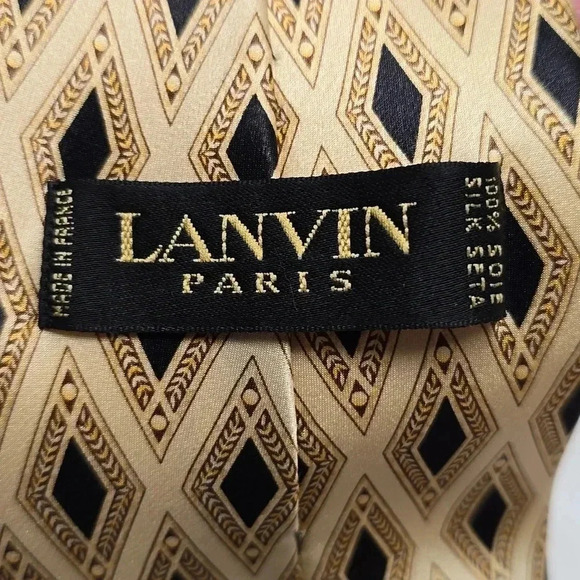 MADE IN FRANCE
LANVIN
PARIS
100% SOIE
SILK SETA